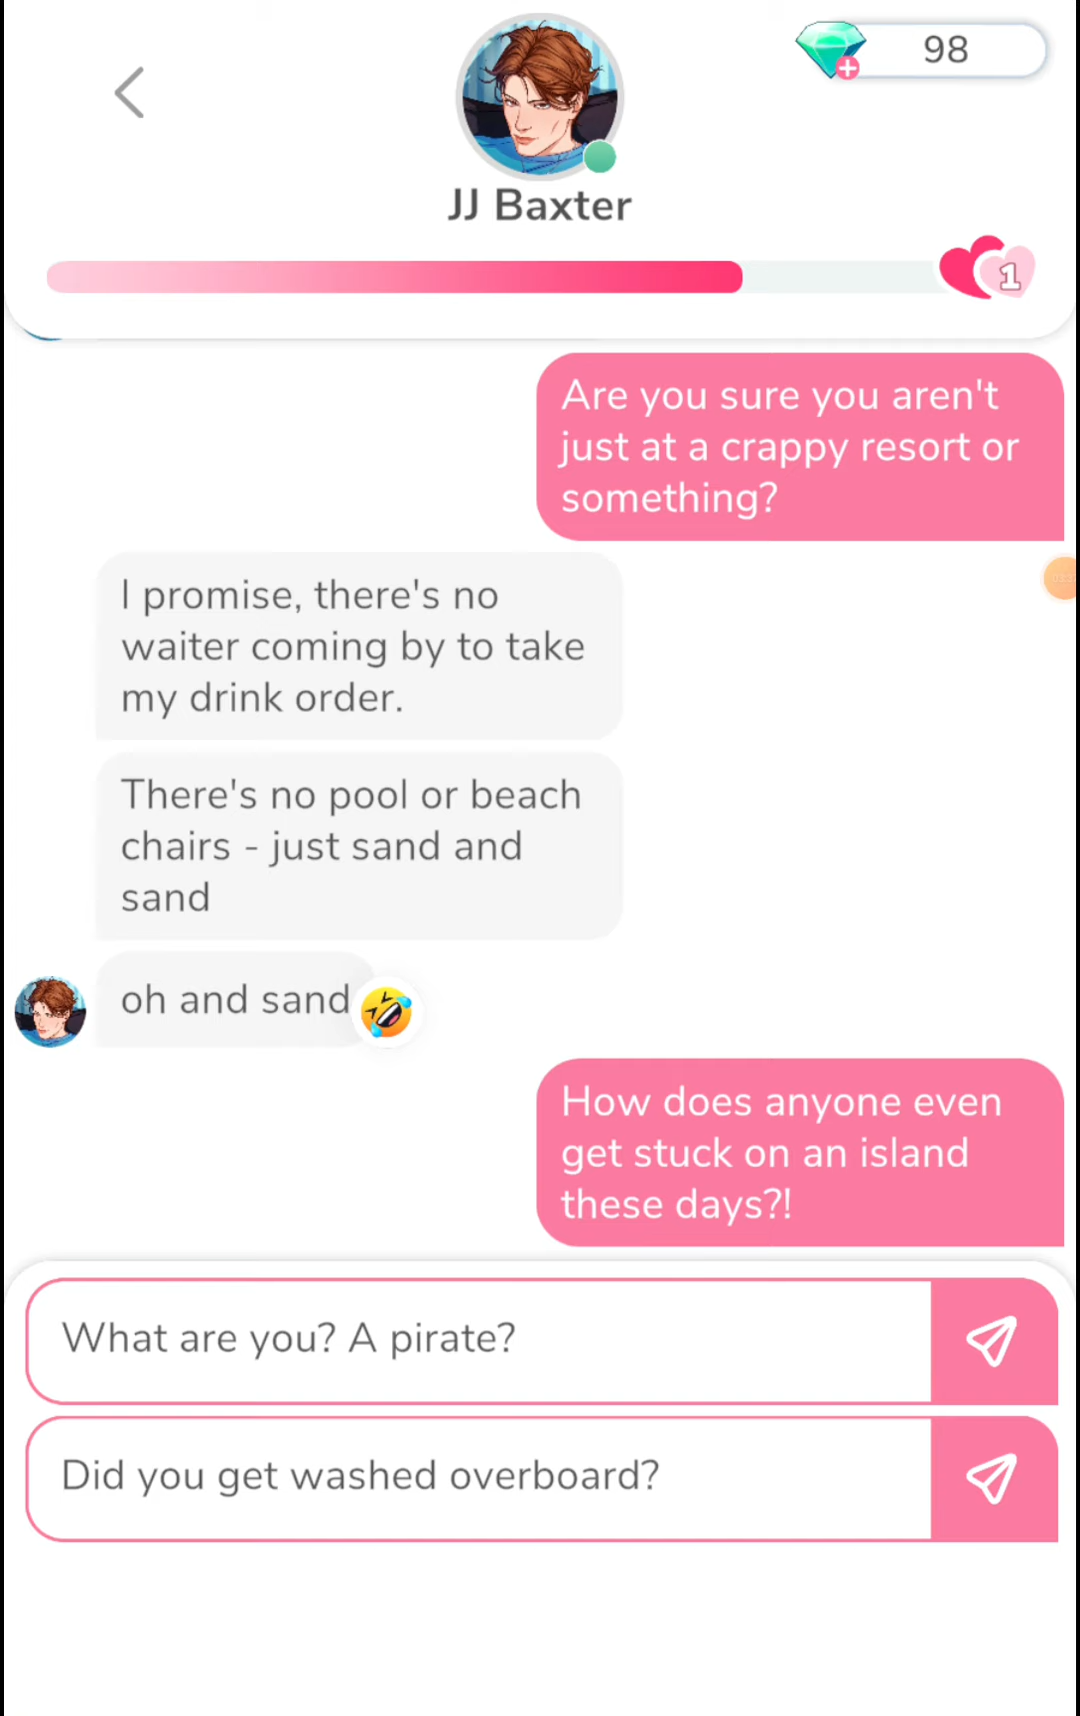 98
JJ Baxter
1
Are you sure you aren't
just at a crappy resort or
something?
I promise, there's no
waiter coming by to take
my drink order.
There's no pool or beach
chairs - just sand and
sand
oh and sand
How does anyone even
get stuck on an island
these days?!
What are you? A pirate?
Did you get washed overboard?